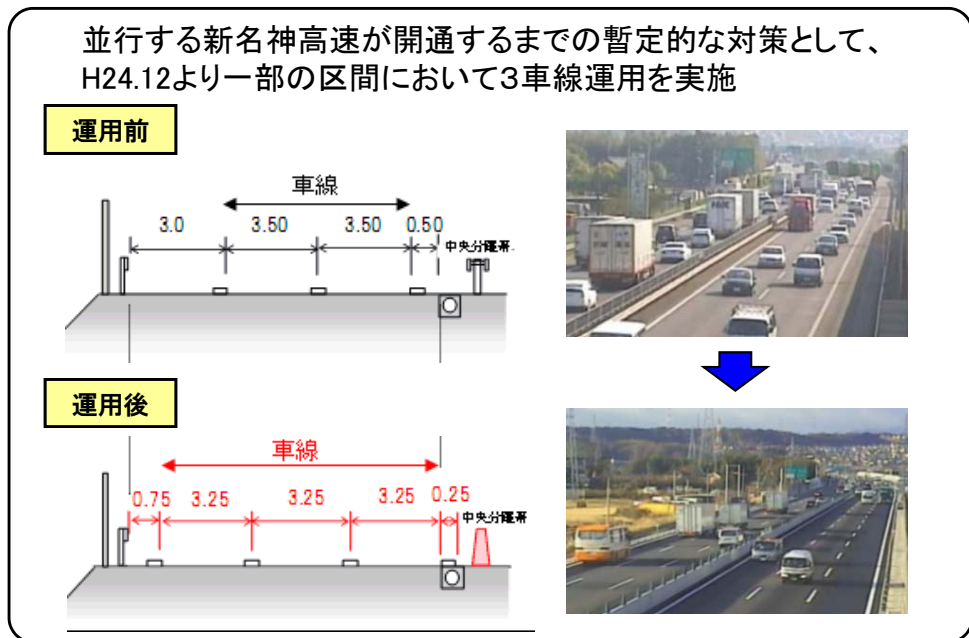 並行する新名神高速が開通するまでの暫定的な対策として、
H24.12より一部の区間において３車線運用を実施
運用前
車線
3.0 3.50 3.50 0.50 中央分離帯
運用後
車線
0.75 3.25 3.25 3.25 0.25 中央分離帯